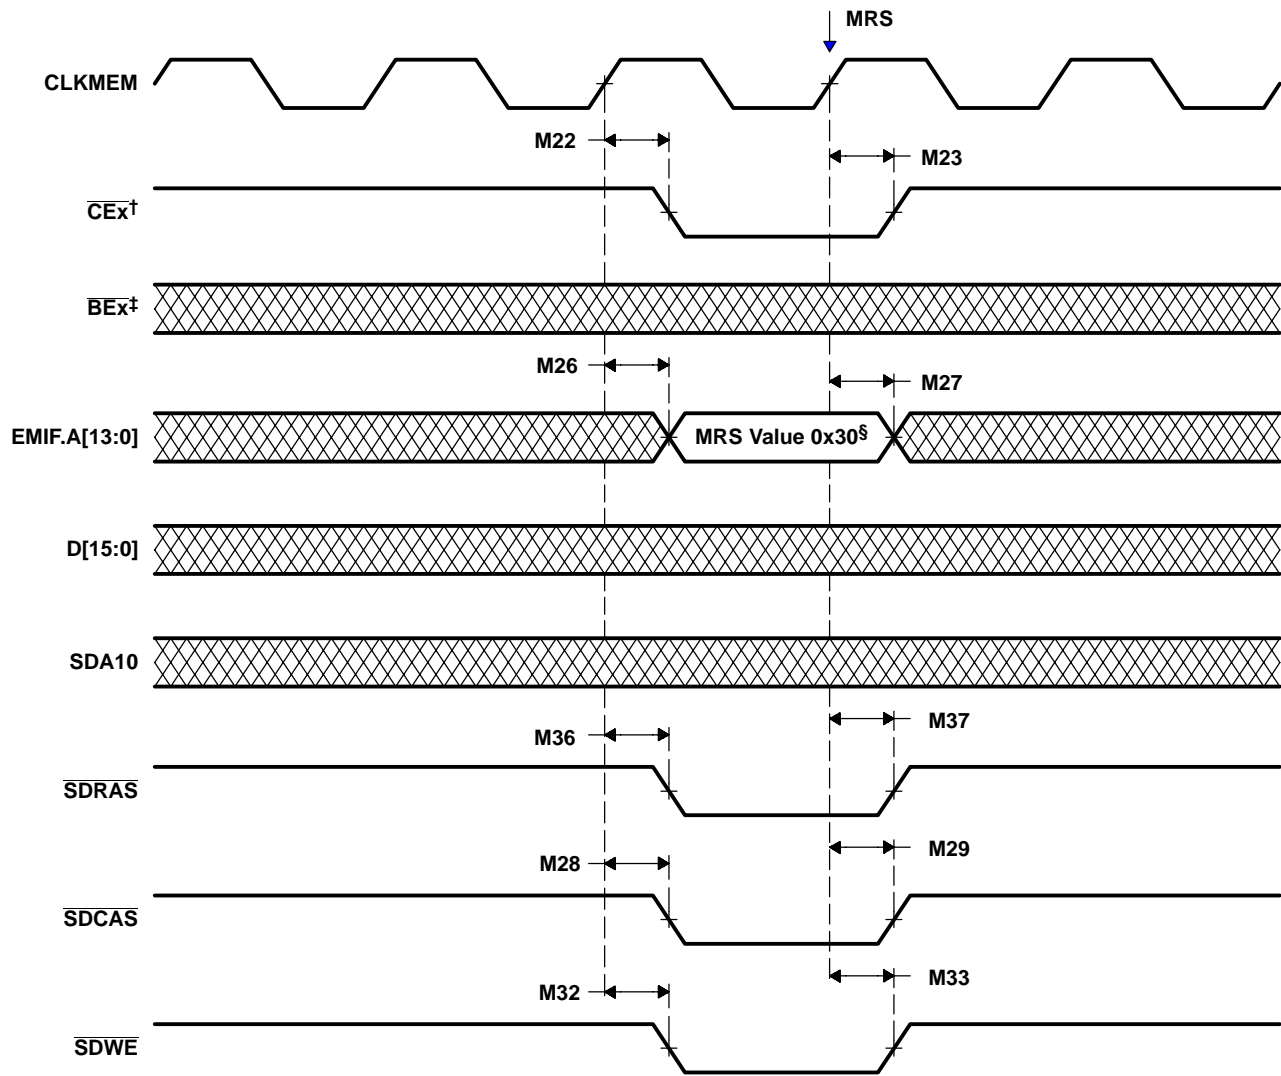 MRS
CLKMEM
M22
M23
CEx†
BEx‡
M26
M27
EMIF.A[13:0]
MRS Value 0x30§
D[15:0]
SDA10
M36
M37
SDRAS
M28
M29
SDCAS
M32
M33
SDWE